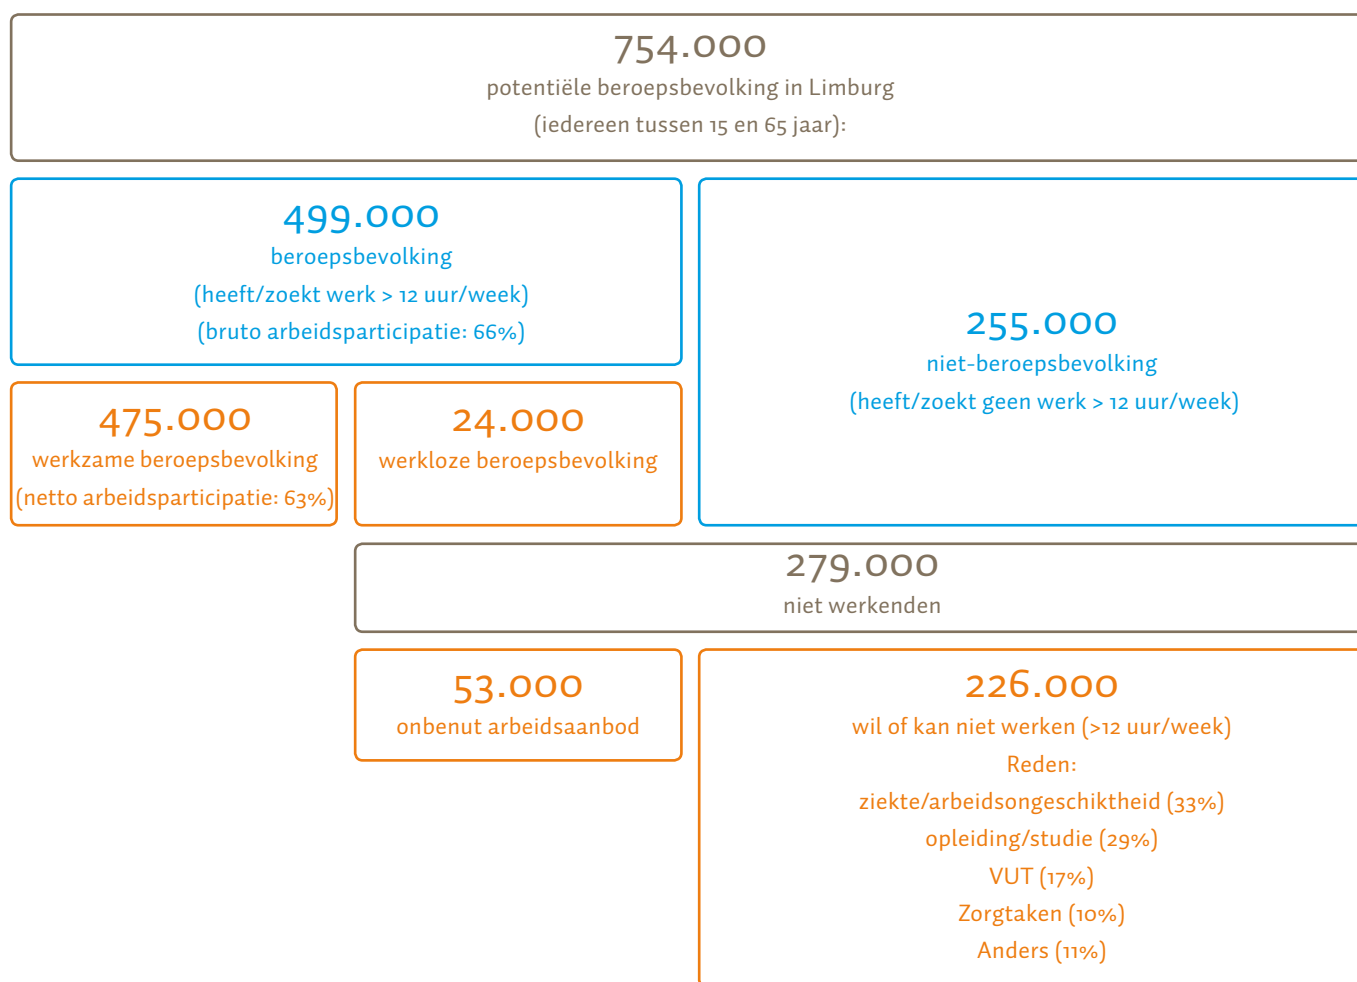 754.000
potentiële beroepsbevolking in Limburg
(iedereen tussen 15 en 65 jaar):
499.000
beroepsbevolking
(heeft/zoekt werk > 12 uur/week)
(bruto arbeidsparticipatie: 66%)
255.000
niet-beroepsbevolking
(heeft/zoekt geen werk > 12 uur/week)
475.000
werkzame beroepsbevolking
(netto arbeidsparticipatie: 63%)
24.000
werkloze beroepsbevolking
279.000
niet werkenden
53.000
onbenut arbeidsaanbod
226.000
wil of kan niet werken (>12 uur/week)
Reden:
ziekte/arbeidsongeschiktheid (33%)
opleiding/studie (29%)
VUT (17%)
Zorgtaken (10%)
Anders (11%)